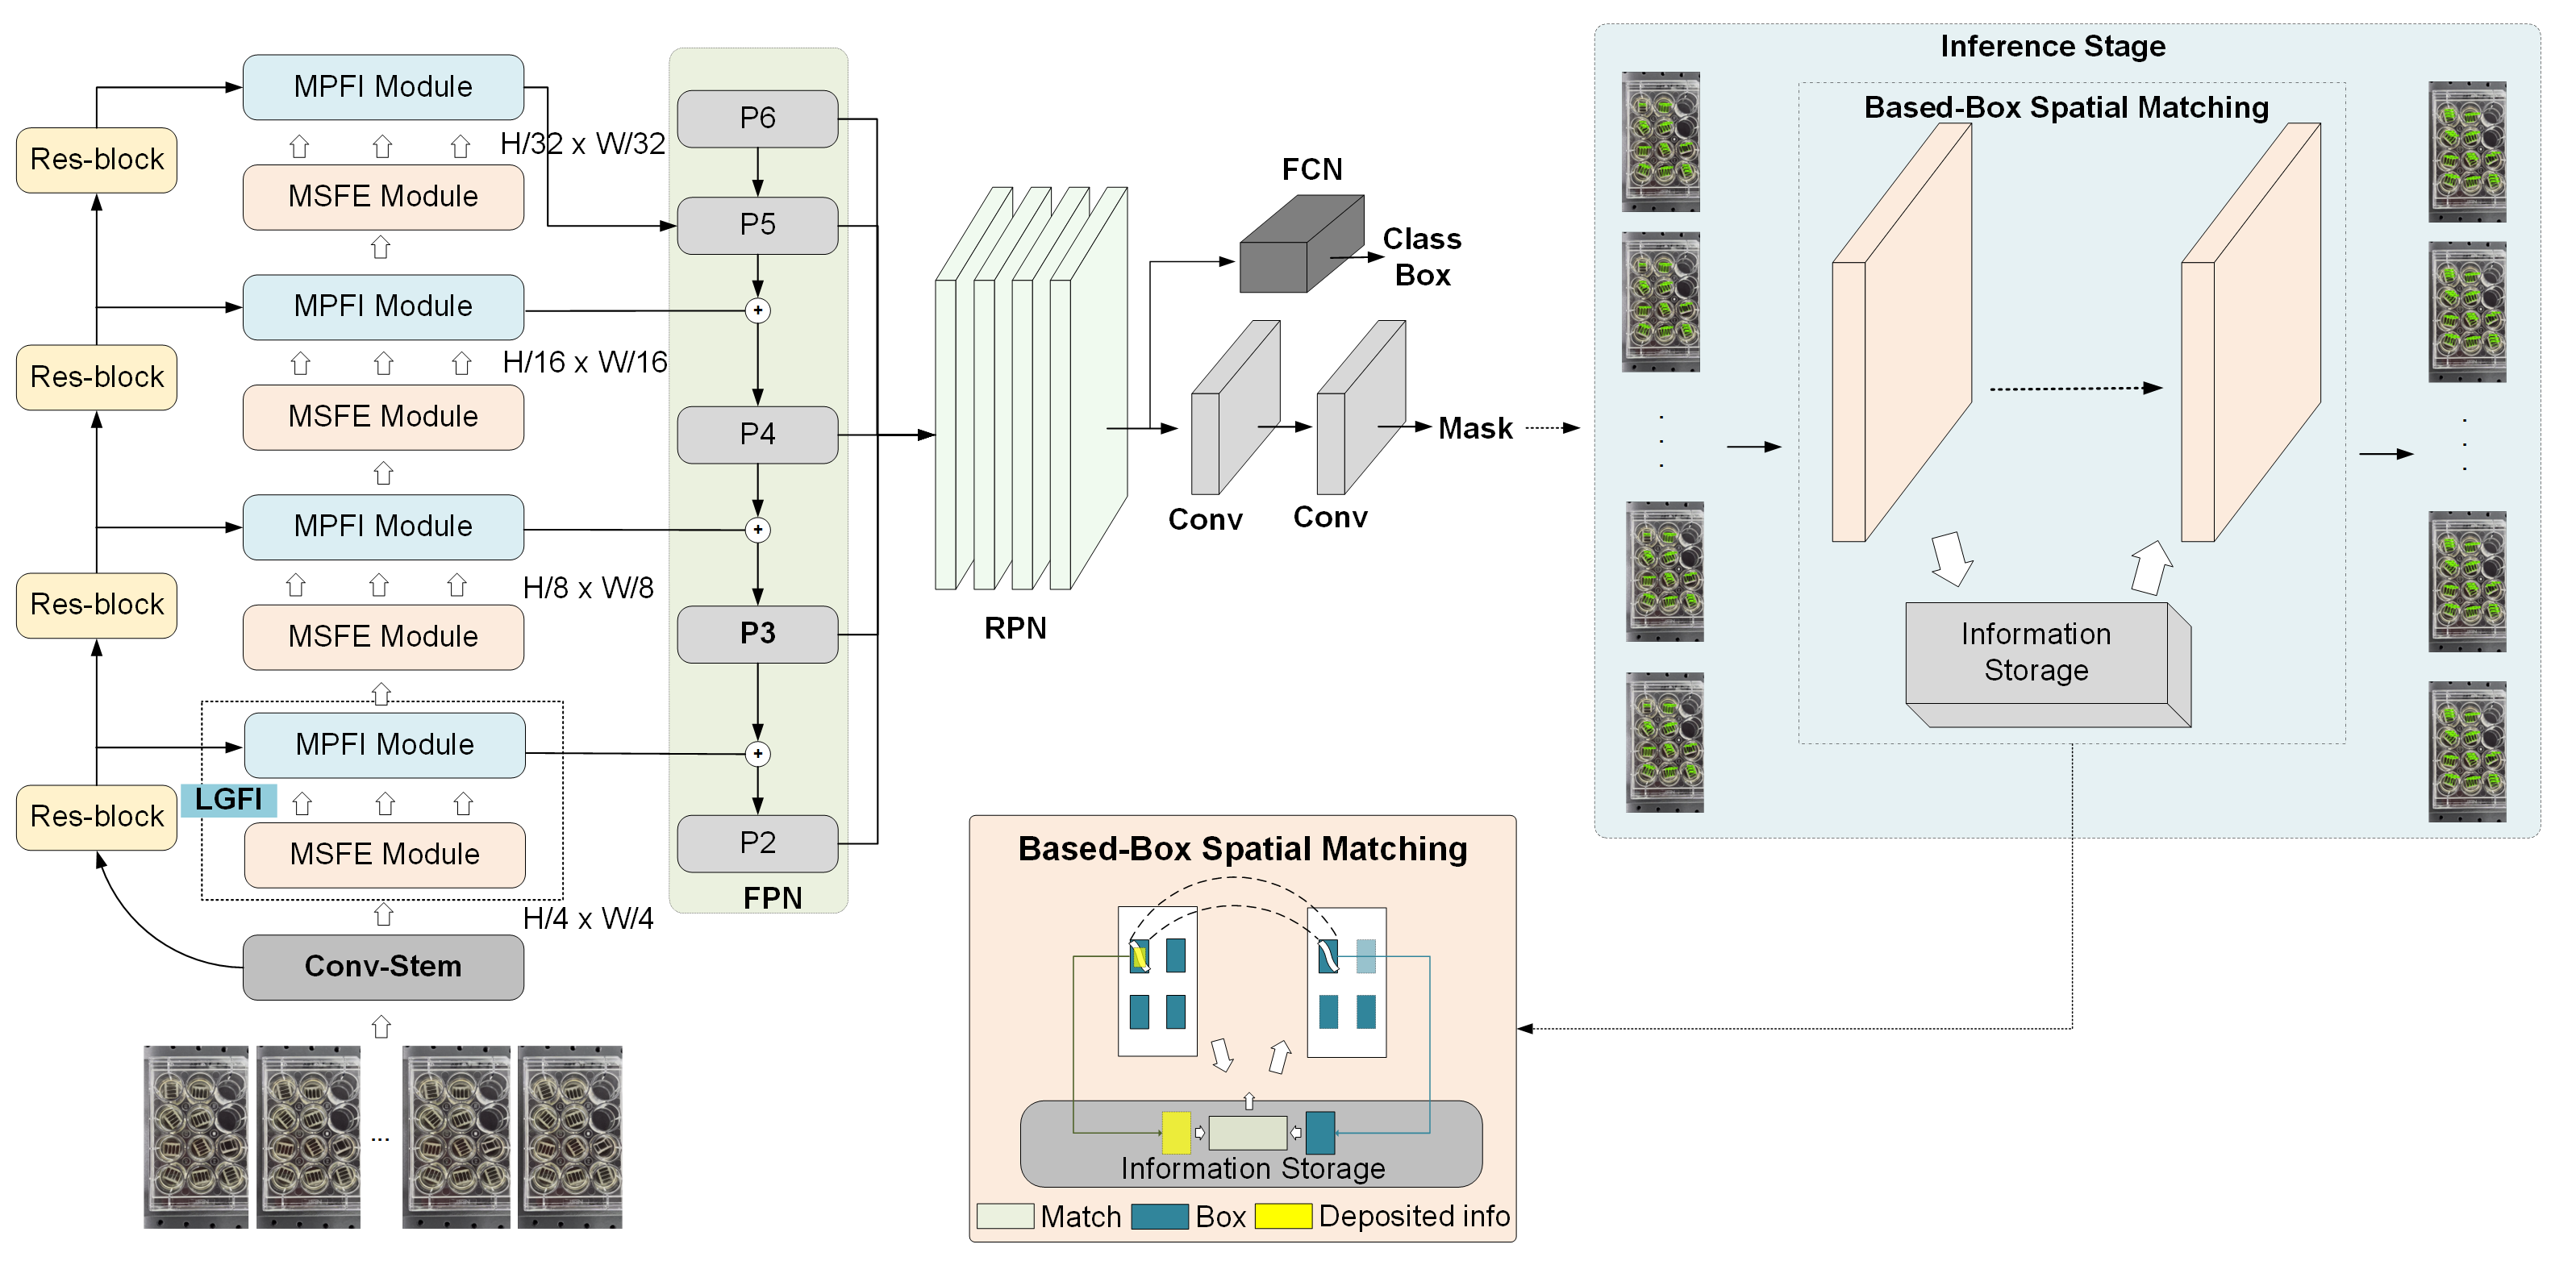 MPFI Module
Res-block
H/32 x W/32
MSFE Module
MPFI Module
Res-block
H/16 x W/16
MSFE Module
MPFI Module
Res-block
H/8 x W/8
MSFE Module
MPFI Module
LGFI
Res-block
MSFE Module
H/4 x W/4
Conv-Stem
...
P6
P5
+
P4
+
P3
+
P2
FPN
RPN
FCN
Class
Box
Conv
Conv
Mask
Inference Stage
Based-Box Spatial Matching
Information
Storage
Based-Box Spatial Matching
Information Storage
Match
Box
Deposited info